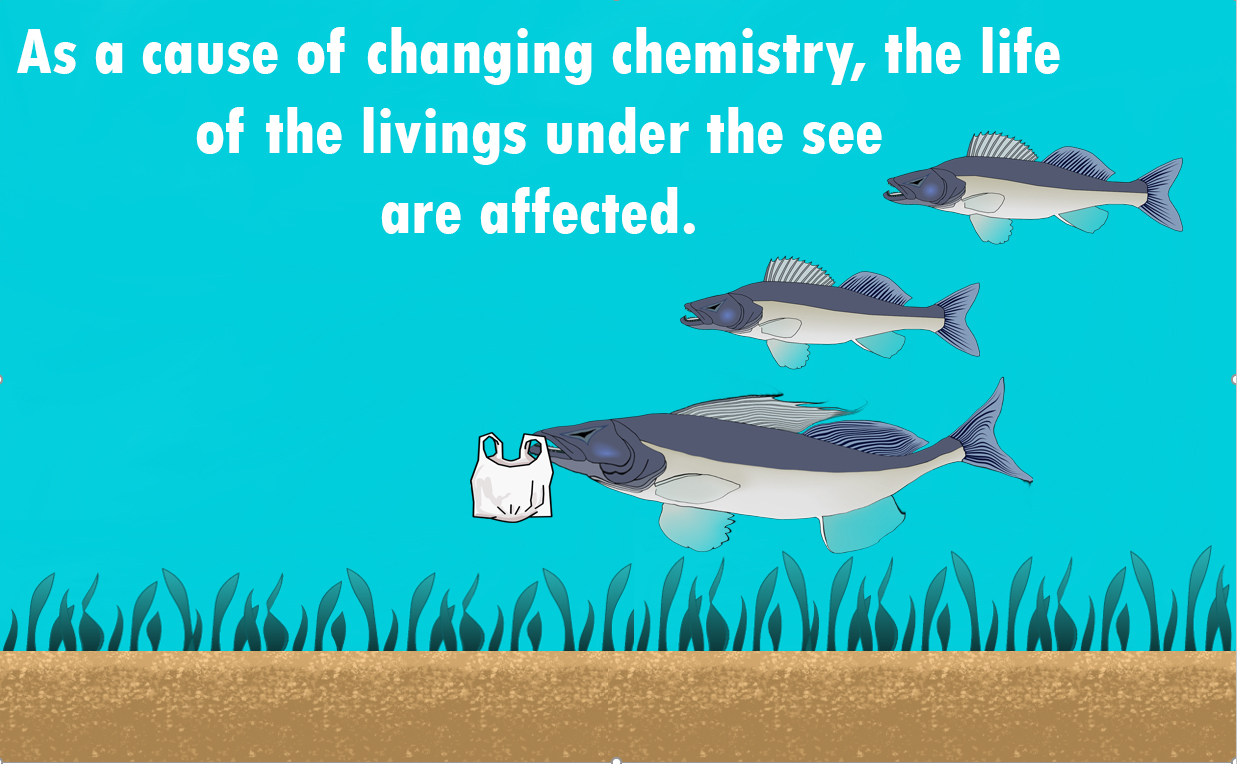 As a cause of changing chemistry, the life
of the livings under the see
are affected.